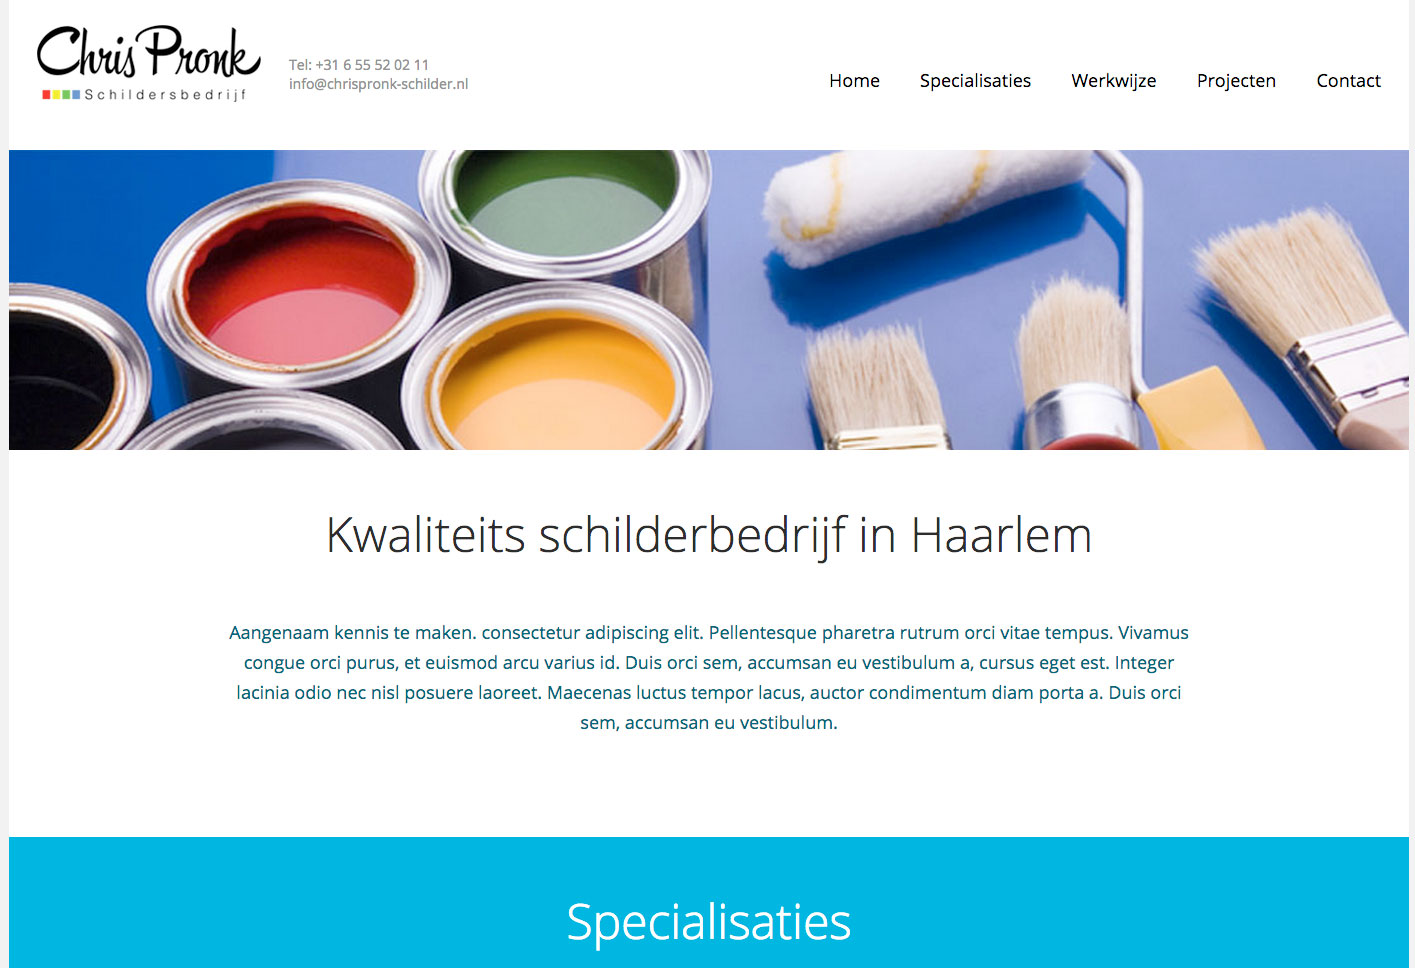 Chris Pronk
Schildersbedrijf
Tel: +31 6 55 52 02 11
info@chrispronk-schilder.nl
Home Specialisaties Werkwijze Projecten Contact
Kwaliteits schilderbedrijf in Haarlem
Aangenaam kennis te maken. consectetur adipiscing elit. Pellentesque pharetra rutrum orci vitae tempus. Vivamus
congue orci purus, et euismod arcu varius id. Duis orci sem, accumsan eu vestibulum a, cursus eget est. Integer
lacinia odio nec nisl posuere laoreet. Maecenas luctus tempor lacus, auctor condimentum diam porta a. Duis orci
sem, accumsan eu vestibulum.
Specialisaties